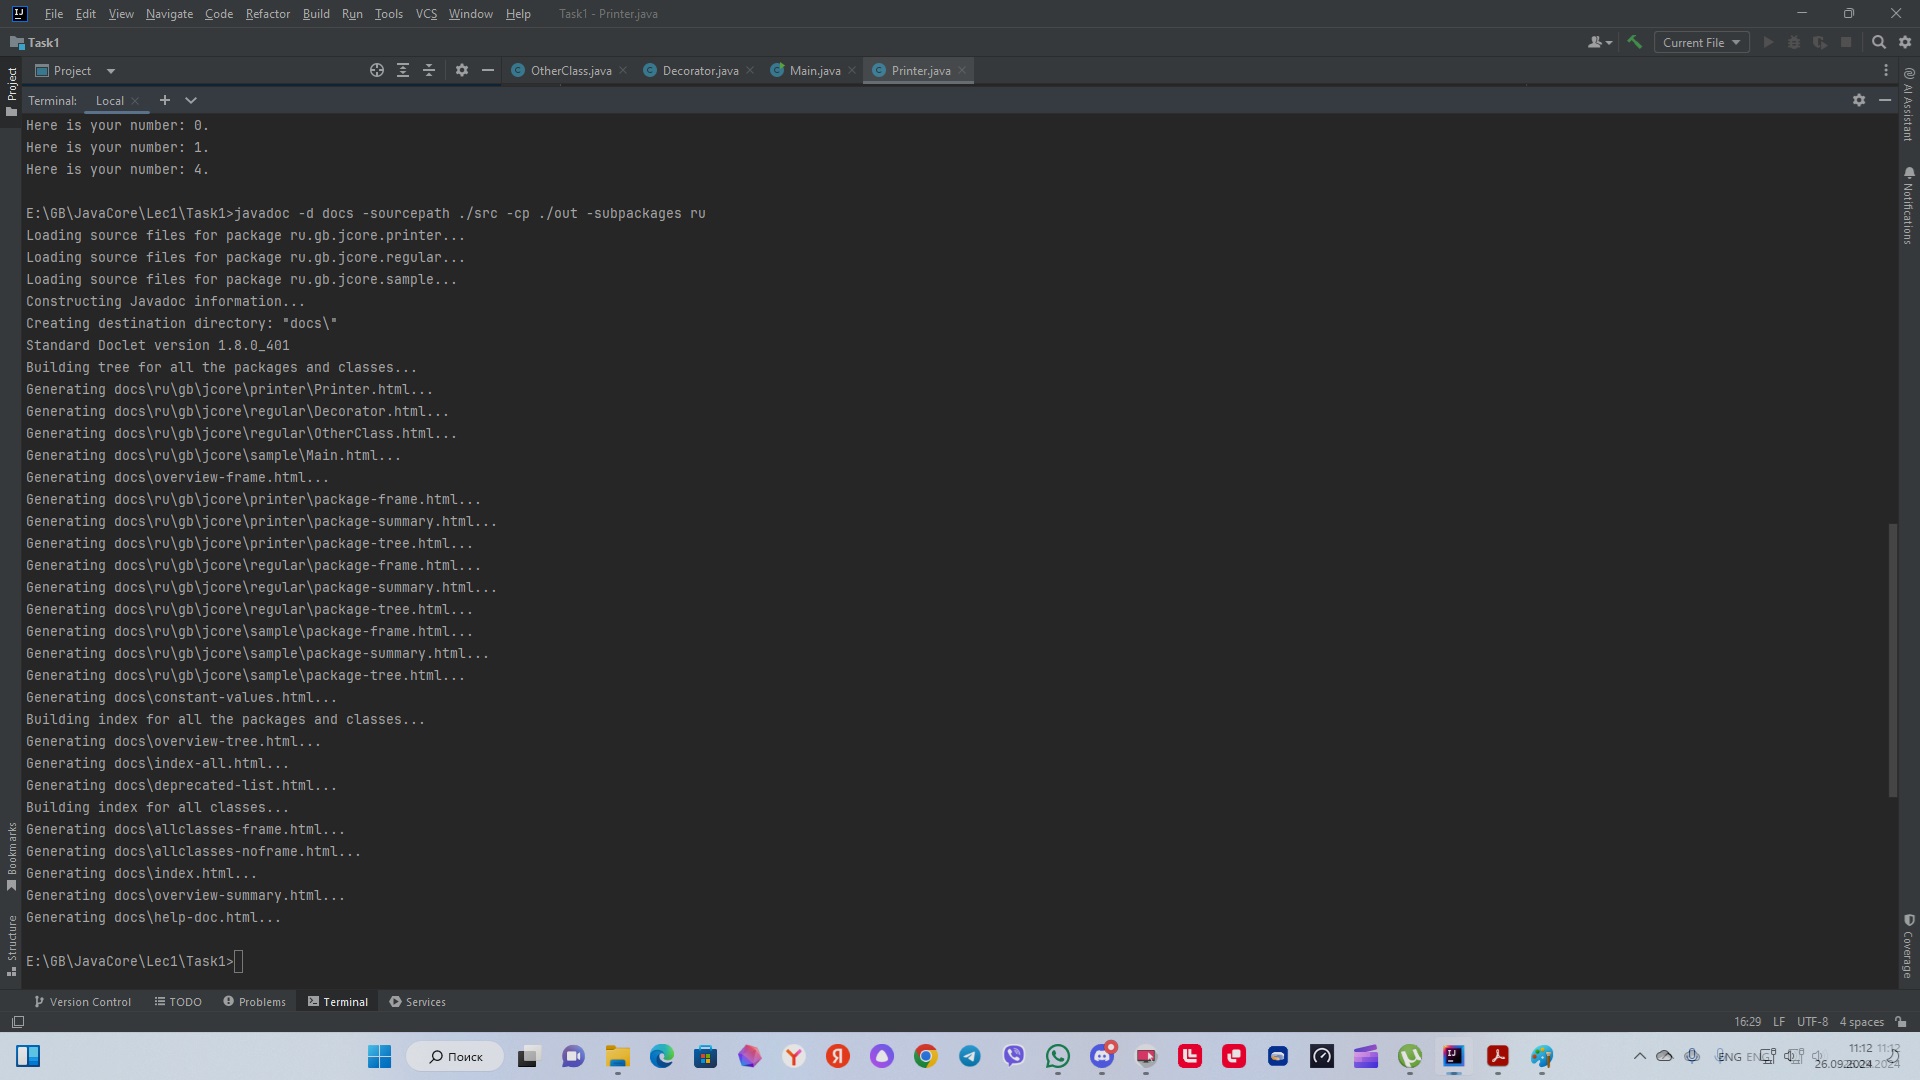 File Edit View Navigate Code Refactor Build Run Tools VCS Window Help Task1 - Printer.java
Task1
Current File
Project
OtherClass.java
Decorator.java
Main.java
Printer.java
Terminal: Local
Here is your number: 0.
Here is your number: 1.
Here is your number: 4.
E:\GB\JavaCore\Lec1\Task1>javadoc -d docs -sourcepath ./src -cp ./out -subpackages ru
Loading source files for package ru.gb.jcore.printer...
Loading source files for package ru.gb.jcore.regular...
Loading source files for package ru.gb.jcore.sample...
Constructing Javadoc information...
Creating destination directory: "docs\"
Standard Doclet version 1.8.0_401
Building tree for all the packages and classes...
Generating docs\ru\gb\jcore\printer\Printer.html...
Generating docs\ru\gb\jcore\regular\Decorator.html...
Generating docs\ru\gb\jcore\regular\OtherClass.html...
Generating docs\ru\gb\jcore\sample\Main.html...
Generating docs\overview-frame.html...
Generating docs\ru\gb\jcore\printer\package-frame.html...
Generating docs\ru\gb\jcore\printer\package-summary.html...
Generating docs\ru\gb\jcore\printer\package-tree.html...
Generating docs\ru\gb\jcore\regular\package-frame.html...
Generating docs\ru\gb\jcore\regular\package-summary.html...
Generating docs\ru\gb\jcore\regular\package-tree.html...
Generating docs\ru\gb\jcore\sample\package-frame.html...
Generating docs\ru\gb\jcore\sample\package-summary.html...
Generating docs\ru\gb\jcore\sample\package-tree.html...
Generating docs\constant-values.html...
Building index for all the packages and classes...
Generating docs\overview-tree.html...
Generating docs\index-all.html...
Generating docs\deprecated-list.html...
Building index for all classes...
Generating docs\allclasses-frame.html...
Generating docs\allclasses-noframe.html...
Generating docs\index.html...
Generating docs\overview-summary.html...
Generating docs\help-doc.html...
E:\GB\JavaCore\Lec1\Task1>
Project
Bookmarks
Structure
AI Assistant
Notifications
Coverage
Version Control TODO Problems Terminal Services
16:29 LF UTF-8 4 spaces
Поиск
ENG
11:12
26.09.2024